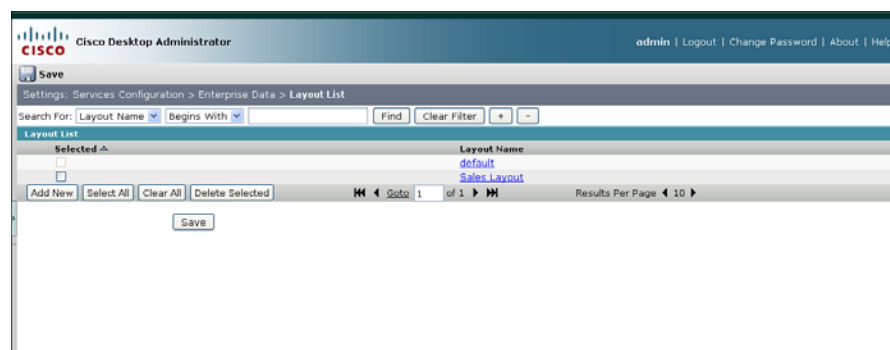 CISCO Cisco Desktop Administrator admin | Logout | Change Password | About | Help
Save
Settings: Services Configuration > Enterprise Data > Layout List
Search For: Layout Name Begins With Find Clear Filter + -
Layout List
Selected Layout Name
default
Sales Layout
Add New Select All Clear All Delete Selected Goto 1 of 1 Results Per Page 10
Save